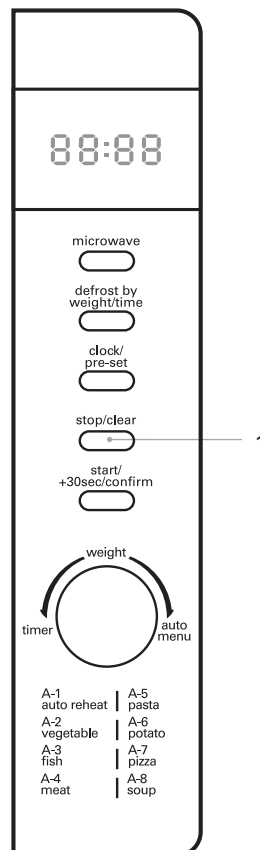 88:88
microwave
defrost by
weight/time
clock/
pre-set
stop/clear
1
start/
+30sec/confirm
weight
timer
auto
menu
A-1
auto reheat
A-2
vegetable
A-3
fish
A-4
meat
A-5
pasta
A-6
potato
A-7
pizza
A-8
soup